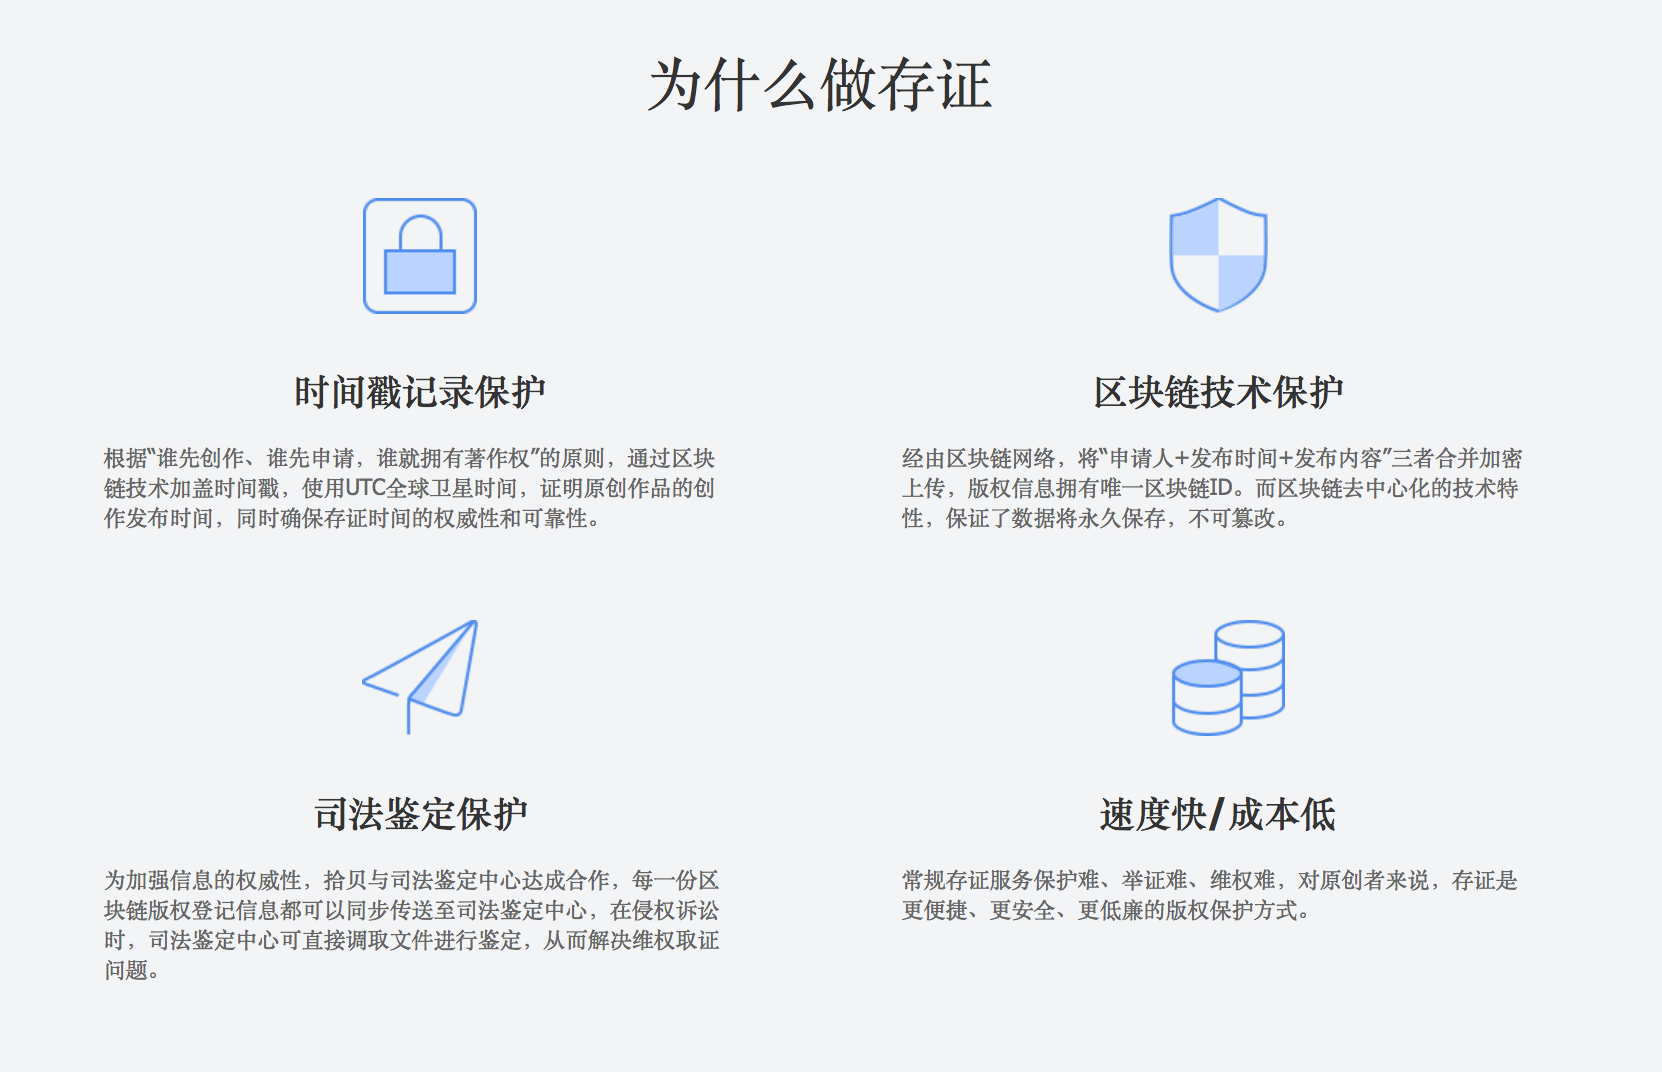 为什么做存证
时间戳记录保护
根据“谁先创作、谁先申请，谁就拥有著作权”的原则，通过区块
链技术加盖时间戳，使用UTC全球卫星时间，证明原创作品的创
作发布时间，同时确保存证时间的权威性和可靠性。
区块链技术保护
经由区块链网络，将“申请人+发布时间+发布内容”三者合并加密
上传，版权信息拥有唯一区块链ID。而区块链去中心化的技术特
性，保证了数据将永久保存，不可篡改。
司法鉴定保护
为加强信息的权威性，拾贝与司法鉴定中心达成合作，每一份区
块链版权登记信息都可以同步传送至司法鉴定中心，在侵权诉讼
时，司法鉴定中心可直接调取文件进行鉴定，从而解决维权取证
问题。
速度快/成本低
常规存证服务保护难、举证难、维权难，对原创者来说，存证是
更便捷、更安全、更低廉的版权保护方式。